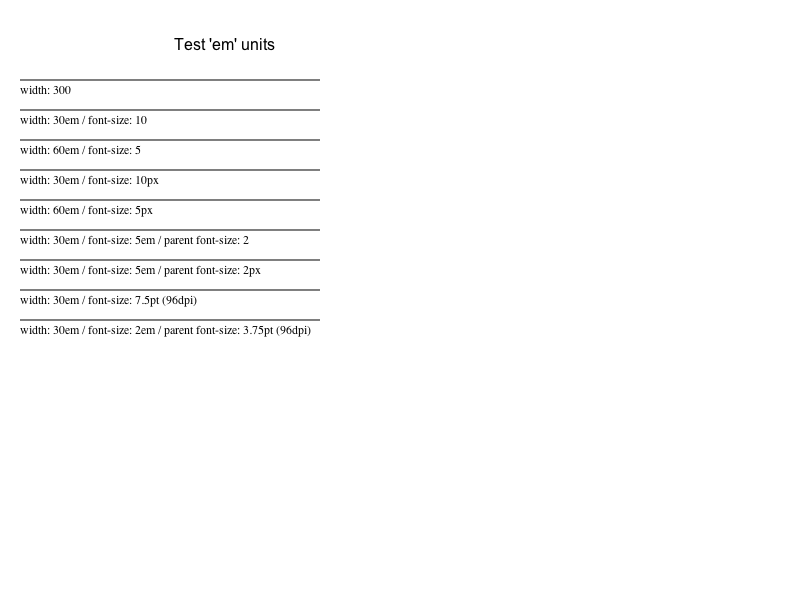 Test 'em' units
width: 300
width: 30em / font-size: 10
width: 60em / font-size: 5
width: 30em / font-size: 10px
width: 60em / font-size: 5px
width: 30em / font-size: 5em / parent font-size: 2
width: 30em / font-size: 5em / parent font-size: 2px
width: 30em / font-size: 7.5pt (96dpi)
width: 30em / font-size: 2em / parent font-size: 3.75pt (96dpi)